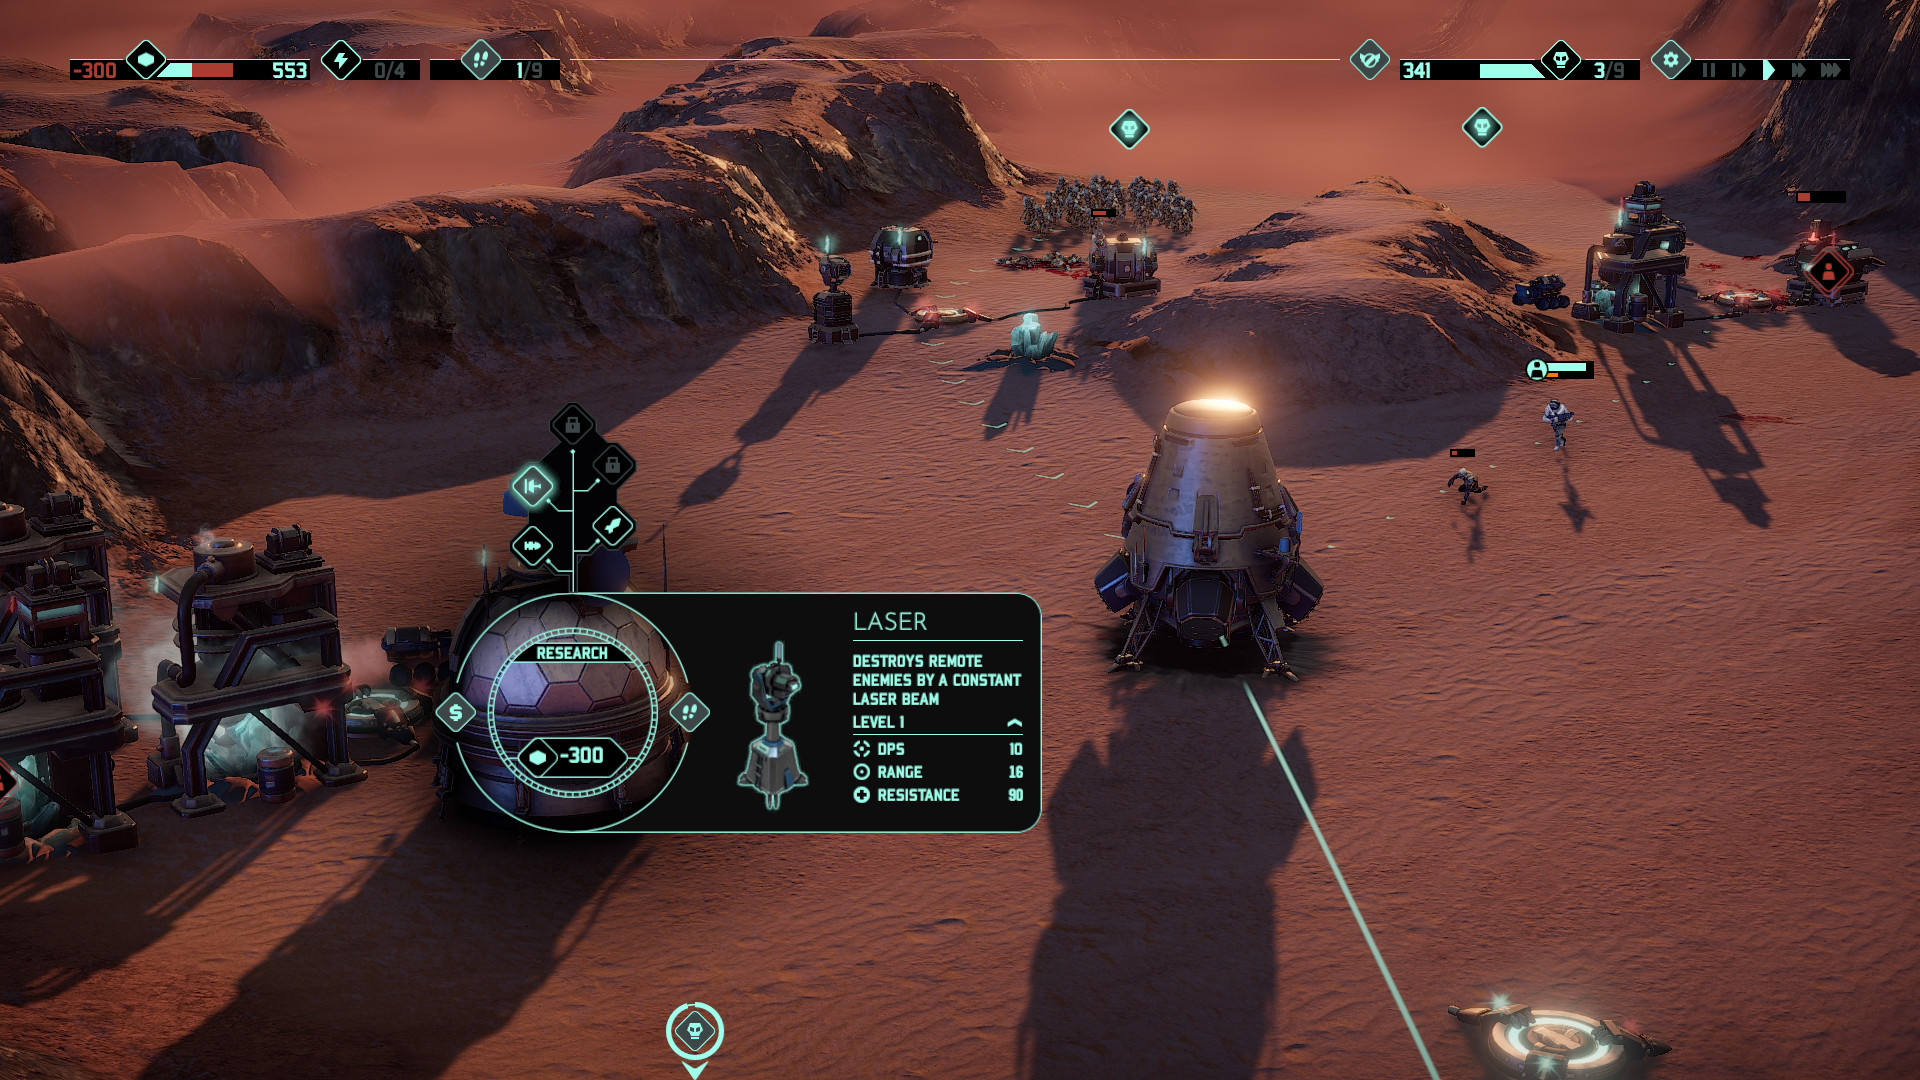 -300 553 0/4 1/9 341 3/9
RESEARCH
-300
LASER
DESTROYS REMOTE
ENEMIES BY A CONSTANT
LASER BEAM
LEVEL 1
DPS 10
RANGE 16
RESISTANCE 90
$